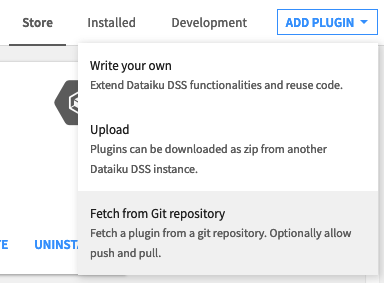 Store Installed Development ADD PLUGIN
Write your own
Extend Dataiku DSS functionalities and reuse code.
Upload
Plugins can be downloaded as zip from another
Dataiku DSS instance.
Fetch from Git repository
Fetch a plugin from a git repository. Optionally allow
push and pull.
UNINST